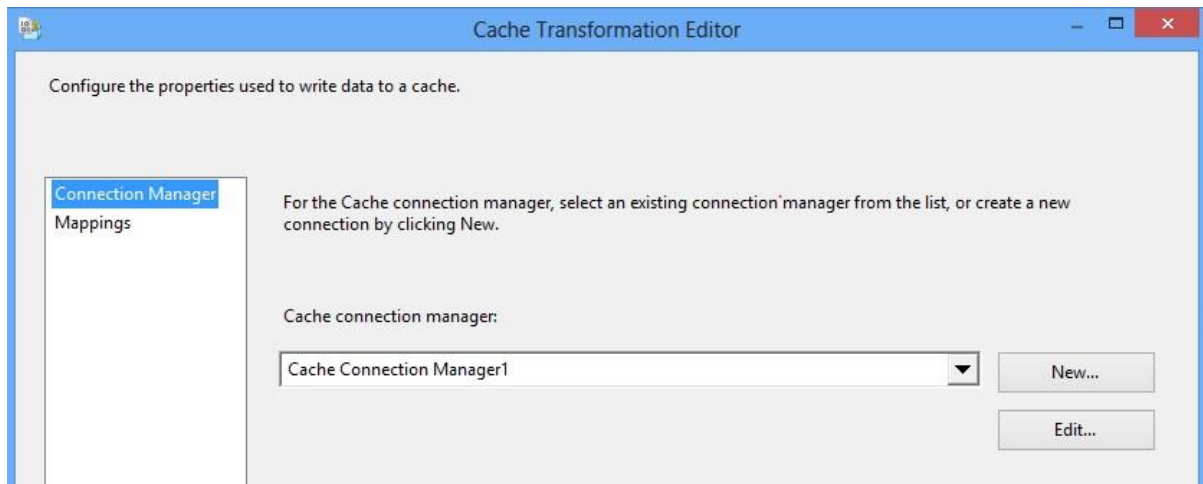 Cache Transformation Editor
Configure the properties used to write data to a cache.
Connection Manager
Mappings
For the Cache connection manager, select an existing connection manager from the list, or create a new
connection by clicking New.
Cache connection manager:
Cache Connection Manager1
New...
Edit...